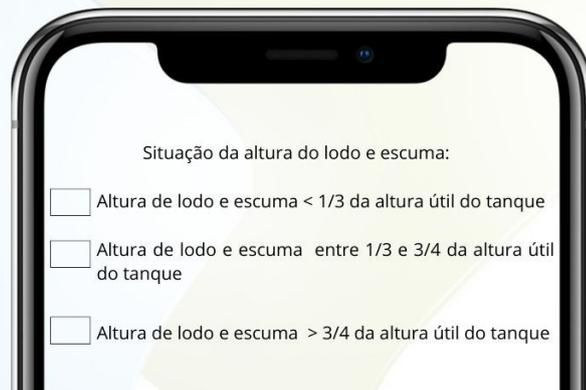 Situação da altura do lodo e escuma:
Altura de lodo e escuma < 1/3 da altura útil do tanque
Altura de lodo e escuma entre 1/3 e 3/4 da altura útil
do tanque
Altura de lodo e escuma > 3/4 da altura útil do tanque